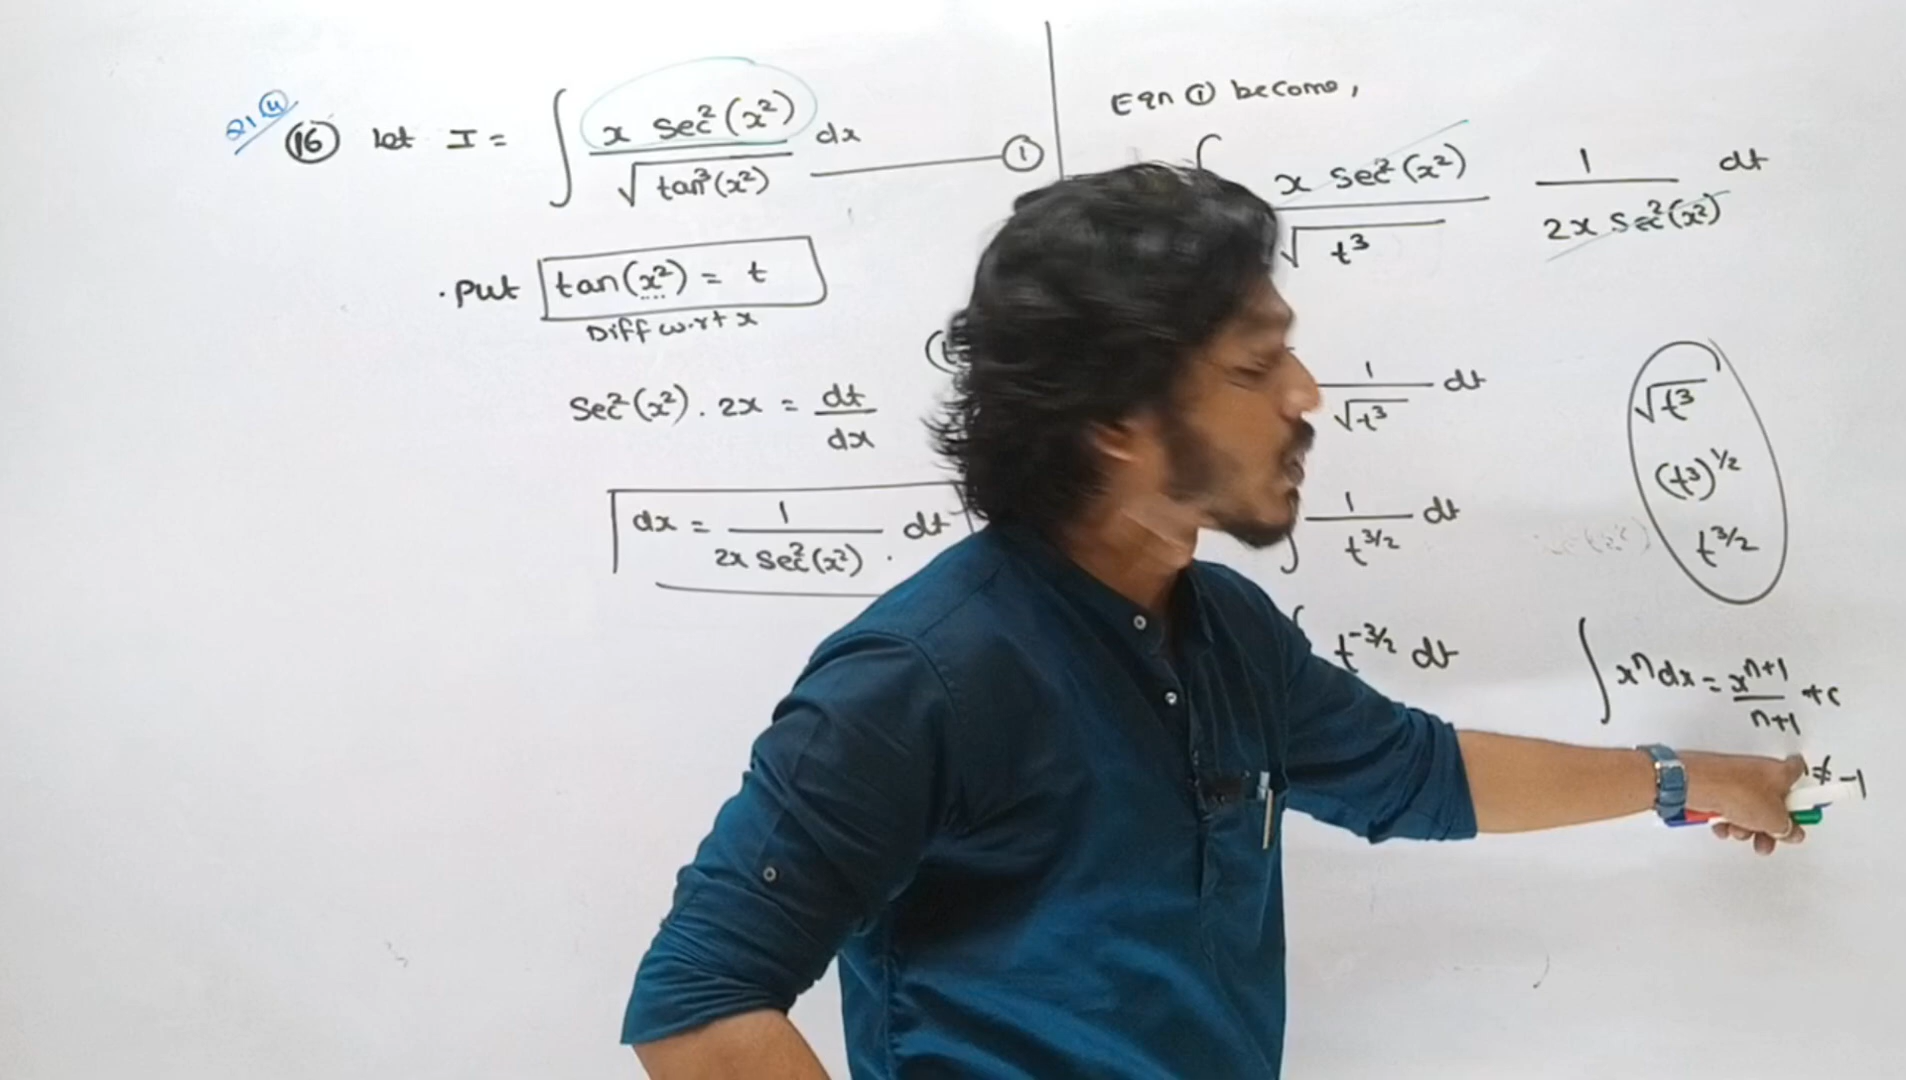 Q1 (4)
(16) Let I = ∫ x sec²(x²) / √tan³(x²) dx —— (1)
. Put tan(x²) = t
Diff w.r.t x
Sec²(x²) . 2x = dt/dx
dx = 1 / 2x sec²(x²) . dt
Eqn (1) become,
∫ x sec²(x²) / √t³ 1 / 2x sec²(x²) dt
1 / √t³ dt
∫ 1 / t^3/2 dt
∫ t^-3/2 dt
√t³
(t³)^1/2
t^3/2
∫ xⁿ dx = x^n+1 / n+1 + c
n ≠ -1